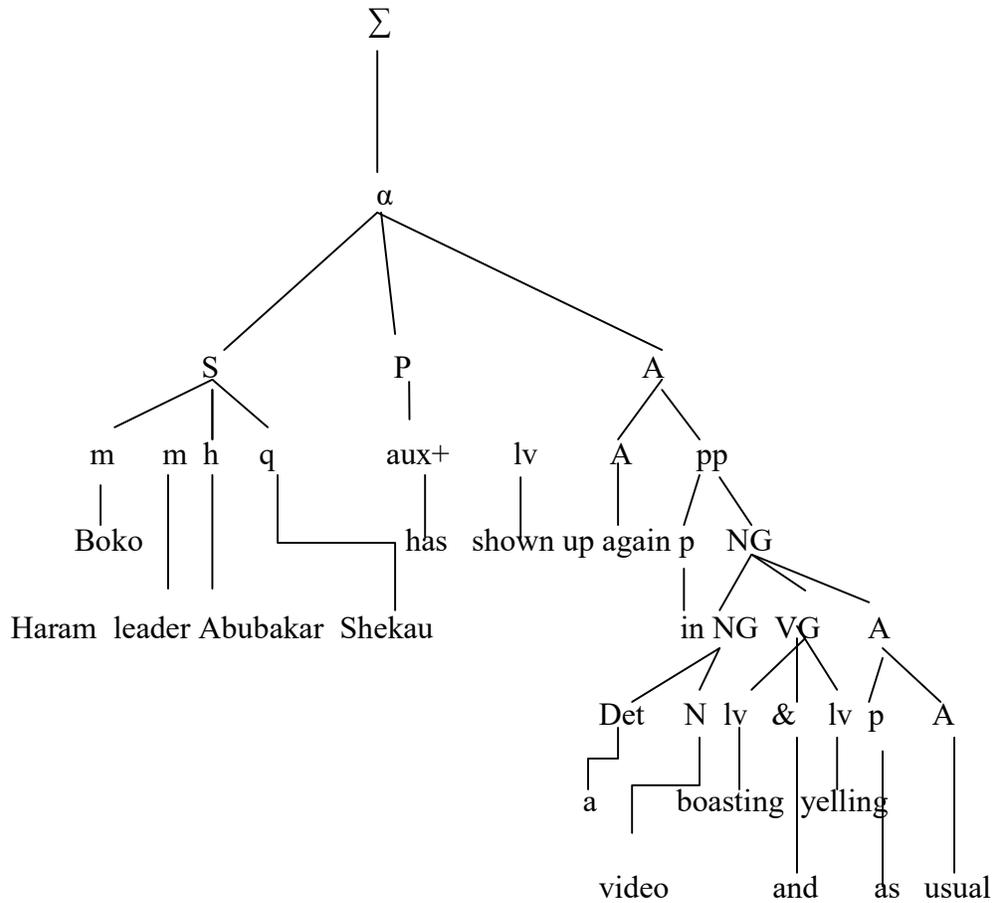 ∑
α
S P A
m m h q aux+ lv A pp
Boko has shown up again p NG
Haram leader Abubakar Shekau in NG VG A
Det N lv & lv p A
a boasting yelling
video and as usual